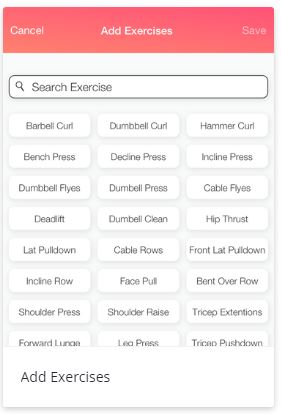 Cancel Add Exercises Save
Search Exercise
Barbell Curl Dumbbell Curl Hammer Curl
Bench Press Decline Press Incline Press
Dumbbell Flyes Dumbell Press Cable Flyes
Deadlift Dumbell Clean Hip Thrust
Lat Pulldown Cable Rows Front Lat Pulldown
Incline Row Face Pull Bent Over Row
Shoulder Press Shoulder Raise Tricep Extentions
Forward Lunge Leg Press Tricep Pushdown
Add Exercises